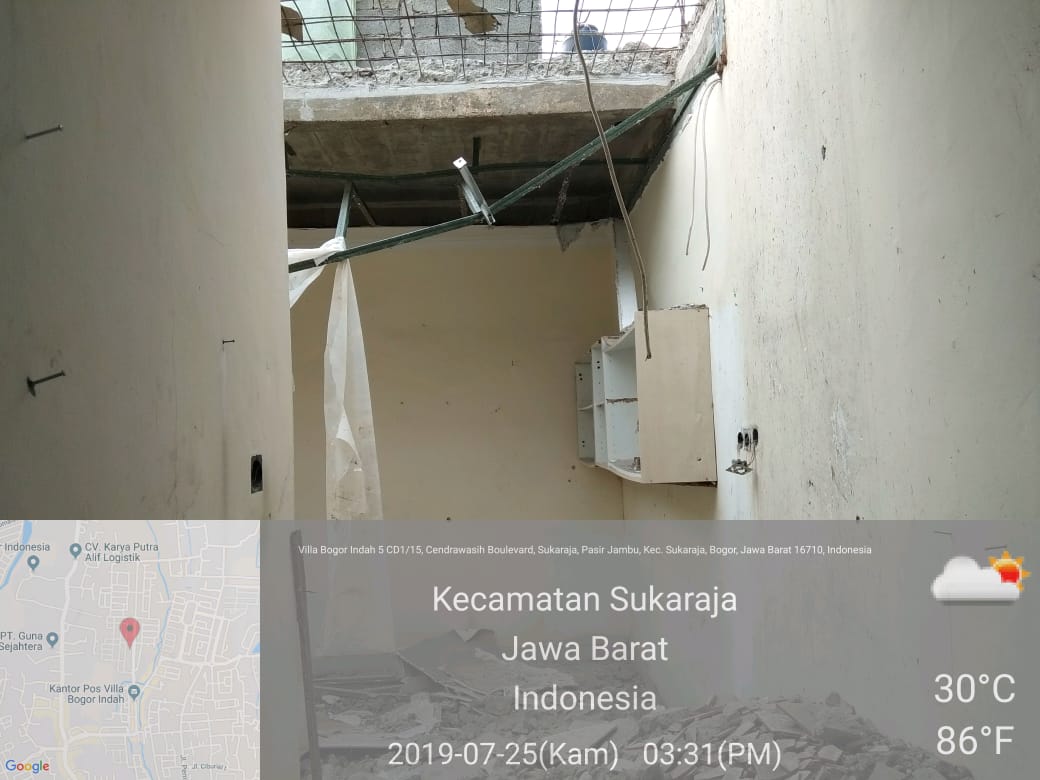 Indonesia
CV. Karya Putra
Alif Logistik
PT. Guna
Sejahtera
Kantor Pos Villa
Bogor Indah
Jl. Ciburial
Google
Villa Bogor Indah 5 CD1/15, Cendrawasih Boulevard, Sukaraja, Pasir Jambu, Kec. Sukaraja, Bogor, Jawa Barat 16710, Indonesia
Kecamatan Sukaraja
Jawa Barat
Indonesia
2019-07-25(Kam) 03:31(PM)
30°C
86°F